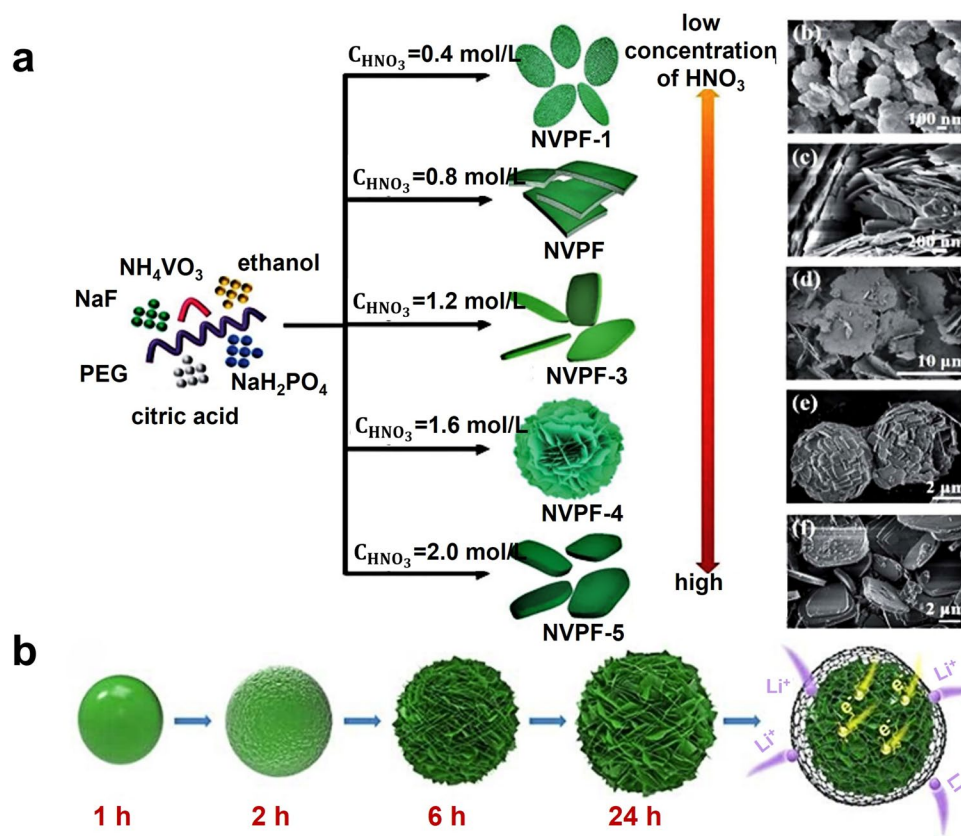 a
C_HNO₃=0.4 mol/L
NVPF-1
C_HNO₃=0.8 mol/L
NVPF
C_HNO₃=1.2 mol/L
NVPF-3
C_HNO₃=1.6 mol/L
NVPF-4
C_HNO₃=2.0 mol/L
NVPF-5
NH₄VO₃
ethanol
NaF
PEG
NaH₂PO₄
citric acid
low
concentration
of HNO₃
high
(b)
100 nm
(c)
200 nm
(d)
10 µm
(e)
2 µm
(f)
2 µm
b
1 h
2 h
6 h
24 h
Li⁺
Li⁺
Li⁺
e⁻
e⁻
e⁻